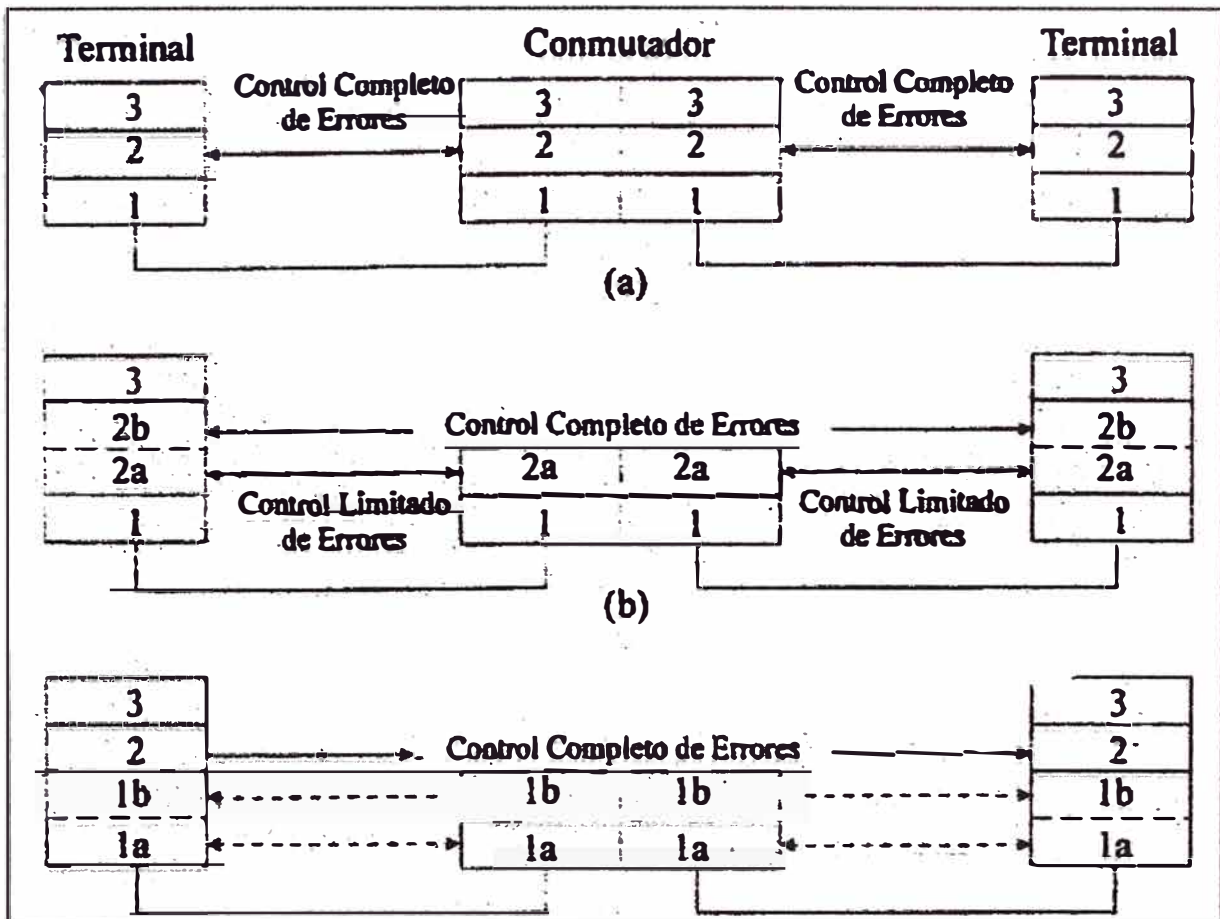 Terminal Conmutador Terminal
Control Completo de Errores Control Completo de Errores
3 3 3 3
2 2 2 2
1 1 1 1
(a)
3 3
2b Control Completo de Errores 2b
2a 2a 2a 2a
Control Limitado de Errores Control Limitado de Errores
1 1 1 1
(b)
3 3
2 Control Completo de Errores 2
1b 1b 1b 1b
1a 1a 1a 1a